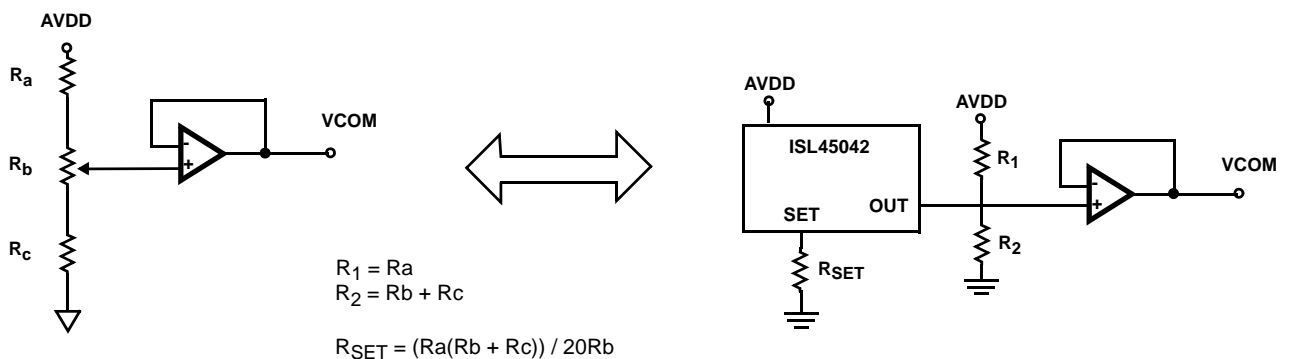 AVDD
Ra
Rb
Rc
-
+
VCOM
R1 = Ra
R2 = Rb + Rc
RSET = (Ra(Rb + Rc)) / 20Rb
AVDD
ISL45042
SET
OUT
RSET
AVDD
R1
R2
-
+
VCOM